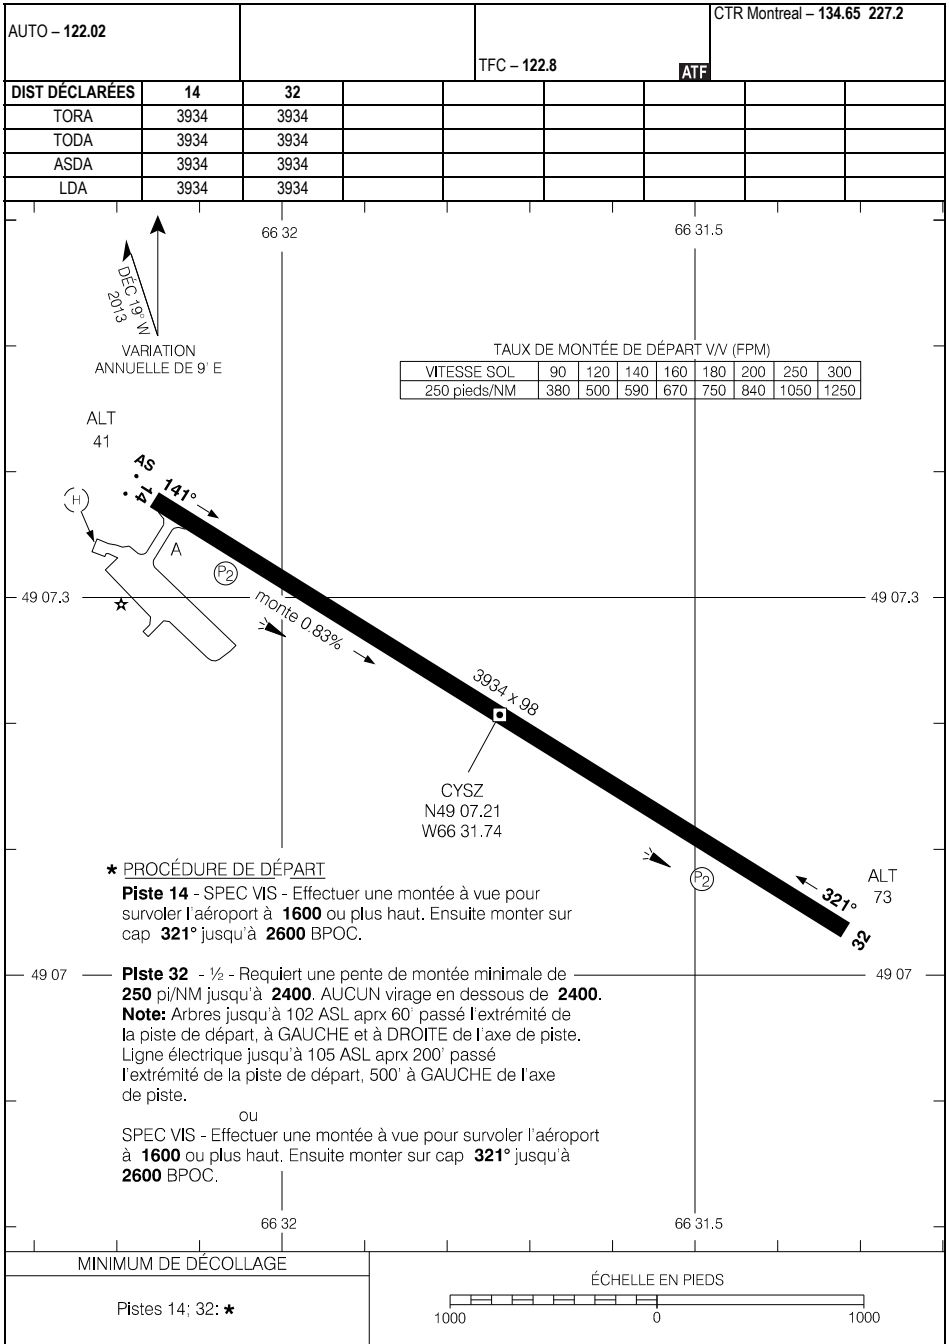 AUTO – 122.02
TFC – 122.8
ATF
CTR Montreal – 134.65 227.2
DIST DÉCLARÉES 14 32
TORA 3934 3934
TODA 3934 3934
ASDA 3934 3934
LDA 3934 3934
66 32
66 31.5
DÉC 19° W
2013
VARIATION
ANNUELLE DE 9' E
TAUX DE MONTÉE DE DÉPART V/V (FPM)
VITESSE SOL 90 120 140 160 180 200 250 300
250 pieds/NM 380 500 590 670 750 840 1050 1250
ALT
41
AS
14
141°
H
A
P2
49 07.3
49 07.3
monte 0.83%
3934 x 98
CYSZ
N49 07.21
W66 31.74
P2
ALT
73
321°
32
* PROCÉDURE DE DÉPART
Piste 14 - SPEC VIS - Effectuer une montée à vue pour
survoler l'aéroport à 1600 ou plus haut. Ensuite monter sur
cap 321° jusqu'à 2600 BPOC.
49 07
49 07
PIste 32 - ½ - Requiert une pente de montée minimale de
250 pi/NM jusqu'à 2400. AUCUN virage en dessous de 2400.
Note: Arbres jusqu'à 102 ASL aprx 60' passé l'extrémité de
la piste de départ, à GAUCHE et à DROITE de l'axe de piste.
Ligne électrique jusqu'à 105 ASL aprx 200' passé
l'extrémité de la piste de départ, 500' à GAUCHE de l'axe
de piste.
ou
SPEC VIS - Effectuer une montée à vue pour survoler l'aéroport
à 1600 ou plus haut. Ensuite monter sur cap 321° jusqu'à
2600 BPOC.
66 32
66 31.5
MINIMUM DE DÉCOLLAGE
Pistes 14; 32: *
ÉCHELLE EN PIEDS
1000 0 1000